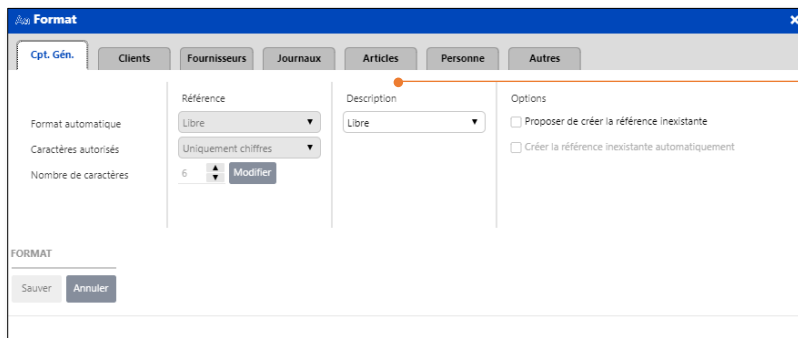 Aa Format
Cpt. Gén. Clients Fournisseurs Journaux Articles Personne Autres
Référence Description Options
Format automatique Libre Libre Proposer de créer la référence inexistante
Caractères autorisés Uniquement chiffres Créer la référence inexistante automatiquement
Nombre de caractères 6 Modifier
FORMAT
Sauver Annuler